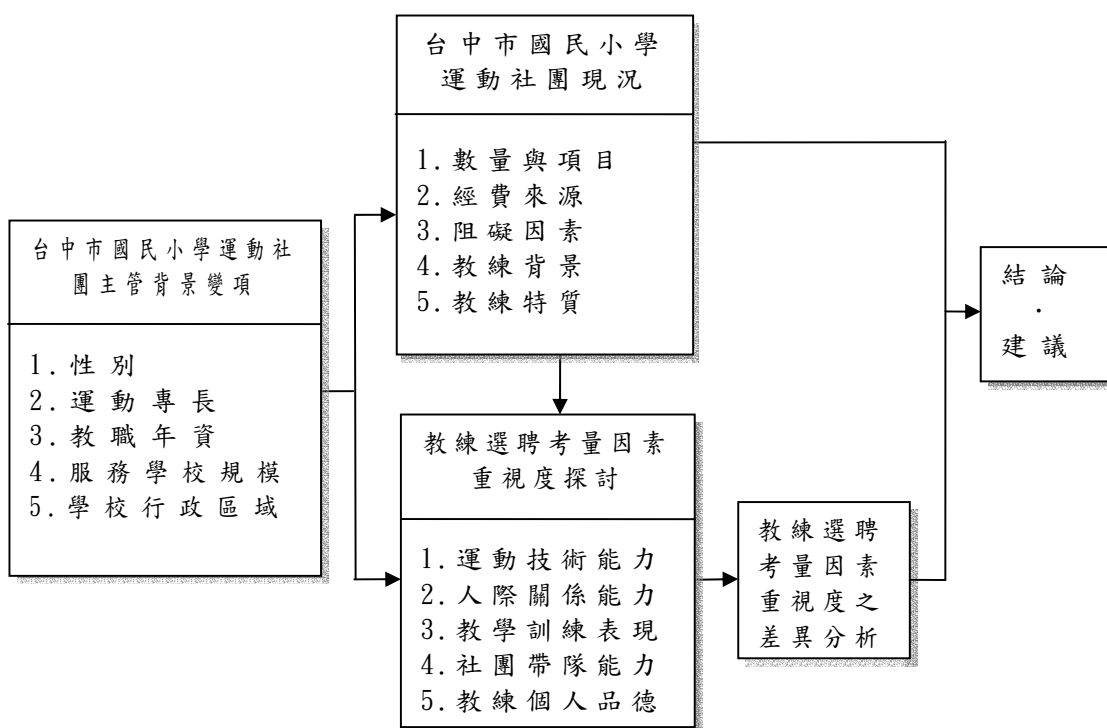 台中市國民小學
運動社團現況
1.數量與項目
2.經費來源
3.阻礙因素
4.教練背景
5.教練特質
台中市國民小學運動社
團主管背景變項
1.性別
2.運動專長
3.教職年資
4.服務學校規模
5.學校行政區域
教練選聘考量因素
重視度探討
1.運動技術能力
2.人際關係能力
3.教學訓練表現
4.社團帶隊能力
5.教練個人品德
教練選聘
考量因素
重視度之
差異分析
結論
·
建議